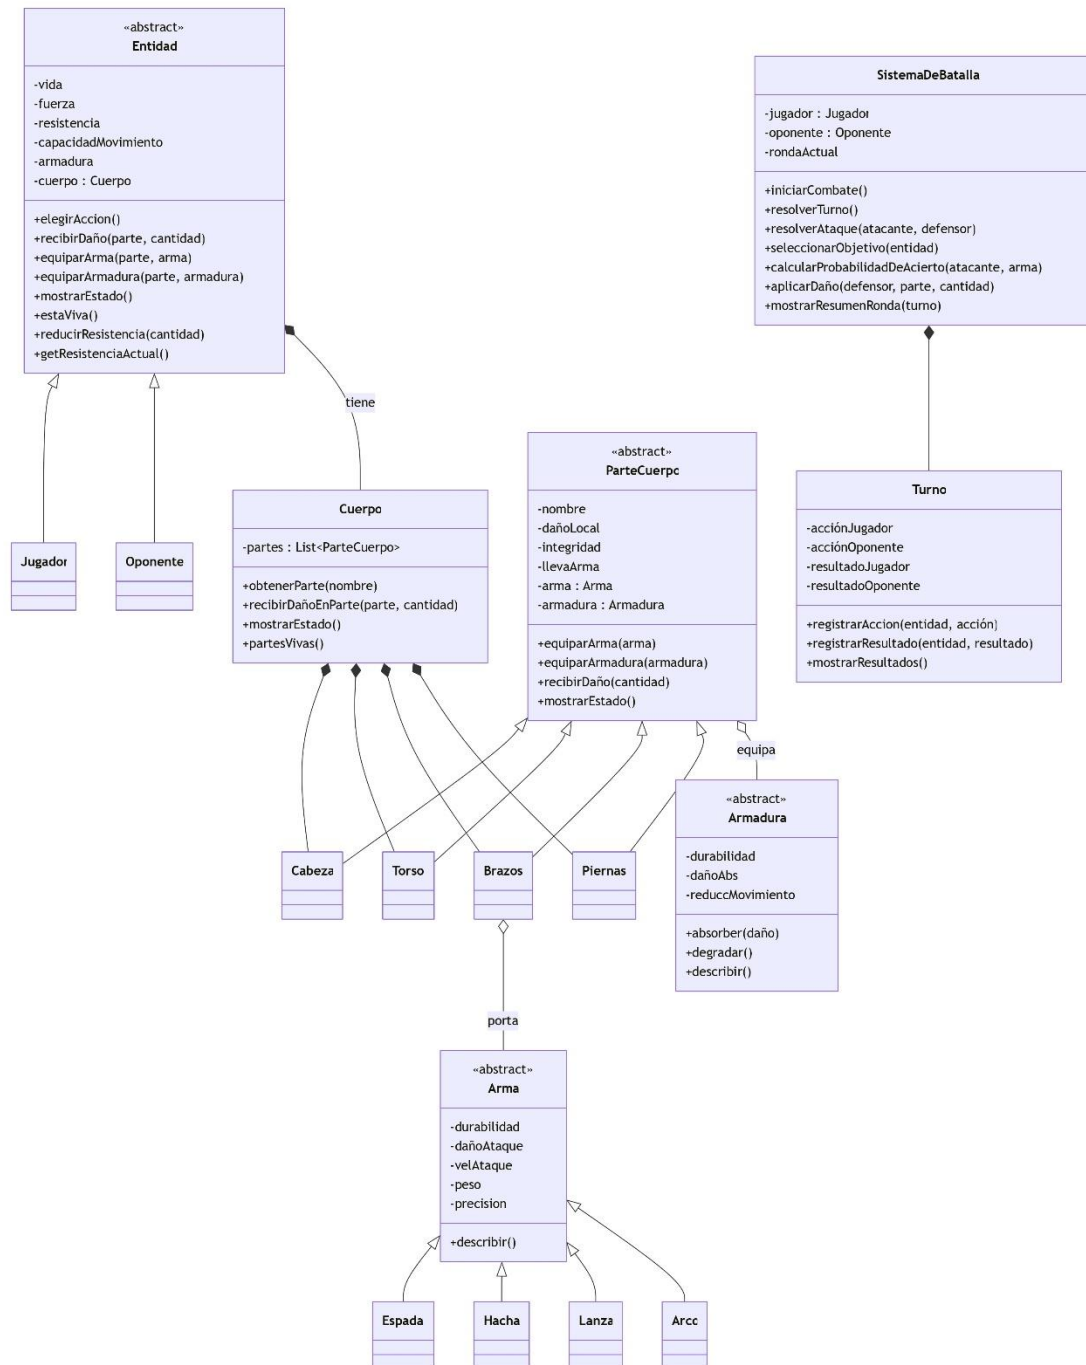 «abstract»
Entidad
-vida
-fuerza
-resistencia
-capacidadMovimiento
-armadura
-cuerpo : Cuerpo
+elegirAccion()
+recibirDaño(parte, cantidad)
+equiparArma(parte, arma)
+equiparArmadura(parte, armadura)
+mostrarEstado()
+estaViva()
+reducirResistencia(cantidad)
+getResistenciaActual()
SistemaDeBatalla
-jugador : Jugador
-oponente : Oponente
-rondaActual
+iniciarCombate()
+resolverTurno()
+resolverAtaque(atacante, defensor)
+seleccionarObjetivo(entidad)
+calcularProbabilidadDeAcierto(atacante, arma)
+aplicarDaño(defensor, parte, cantidad)
+mostrarResumenRonda(turno)
tiene
Jugador
Oponente
Cuerpo
-partes : List<ParteCuerpo>
+obtenerParte(nombre)
+recibirDañoEnParte(parte, cantidad)
+mostrarEstado()
+partesVivas()
«abstract»
ParteCuerpc
-nombre
-dañoLocal
-integridad
-llevaArma
-arma : Arma
-armadura : Armadura
+equiparArma(arma)
+equiparArmadura(armadura)
+recibirDaño(cantidad)
+mostrarEstado()
Turno
-acciónJugador
-acciónOponente
-resultadoJugador
-resultadoOponente
+registrarAccion(entidad, acción)
+registrarResultado(entidad, resultado)
+mostrarResultados()
equipa
Cabeza
Torso
Brazos
Piernas
«abstract»
Armadura
-durabilidad
-dañoAbs
-reduccMovimiento
+absorber(daño)
+degradar()
+describir()
porta
«abstract»
Arma
-durabilidad
-dañoAtaque
-velAtaque
-peso
-precision
+describir()
Espada
Hacha
Lanza
Arcc